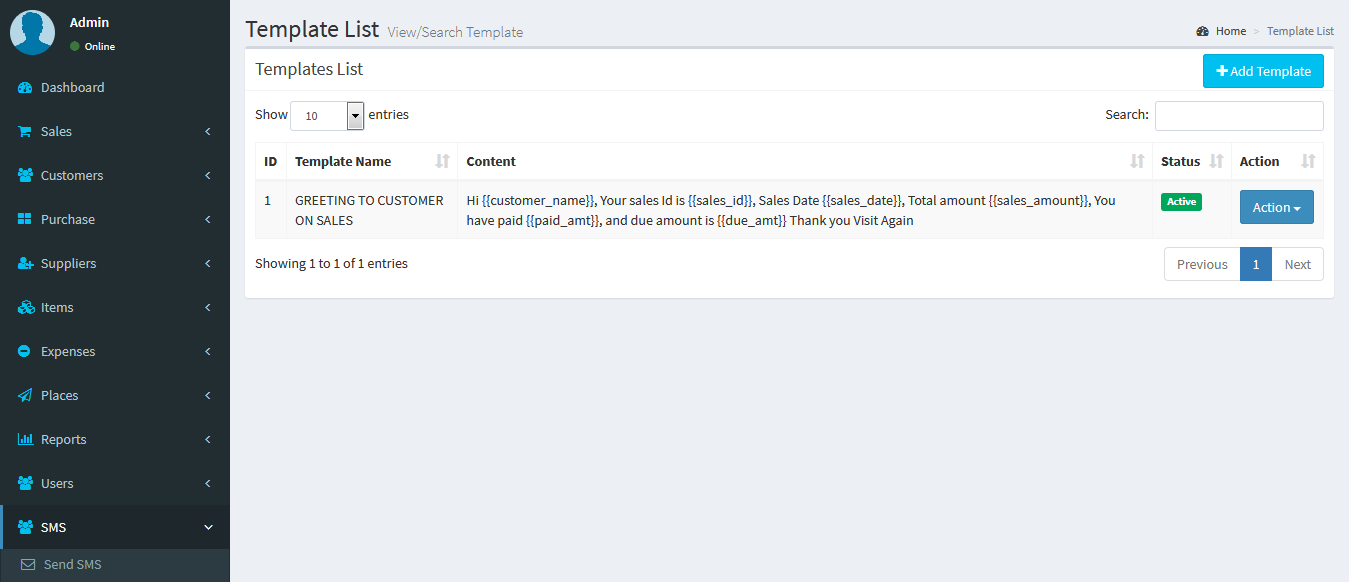 Admin
Online
Dashboard
Sales
Customers
Purchase
Suppliers
Items
Expenses
Places
Reports
Users
SMS
Send SMS
Template List View/Search Template
Home > Template List
Templates List
Add Template
Show 10 entries
Search:
ID Template Name Content Status Action
1 GREETING TO CUSTOMER Hi {{customer_name}}, Your sales Id is {{sales_id}}, Sales Date {{sales_date}}, Total amount {{sales_amount}}, You Active Action
ON SALES have paid {{paid_amt}}, and due amount is {{due_amt}} Thank you Visit Again
Showing 1 to 1 of 1 entries
Previous 1 Next